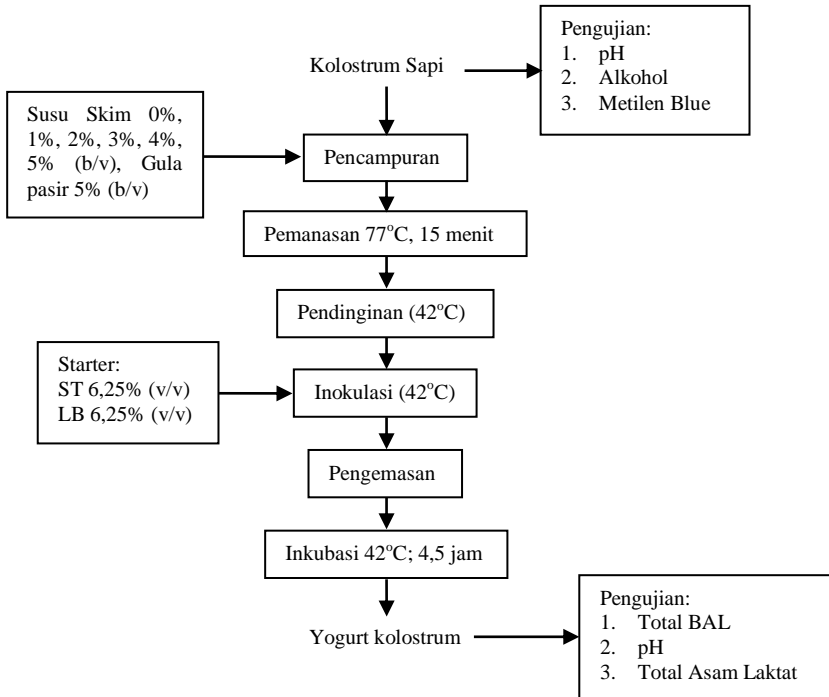 Kolostrum Sapi
Pengujian:
1. pH
2. Alkohol
3. Metilen Blue
Susu Skim 0%,
1%, 2%, 3%, 4%,
5% (b/v), Gula
pasir 5% (b/v)
Pencampuran
Pemanasan 77°C, 15 menit
Pendinginan (42°C)
Starter:
ST 6,25% (v/v)
LB 6,25% (v/v)
Inokulasi (42°C)
Pengemasan
Inkubasi 42°C; 4,5 jam
Yogurt kolostrum
Pengujian:
1. Total BAL
2. pH
3. Total Asam Laktat